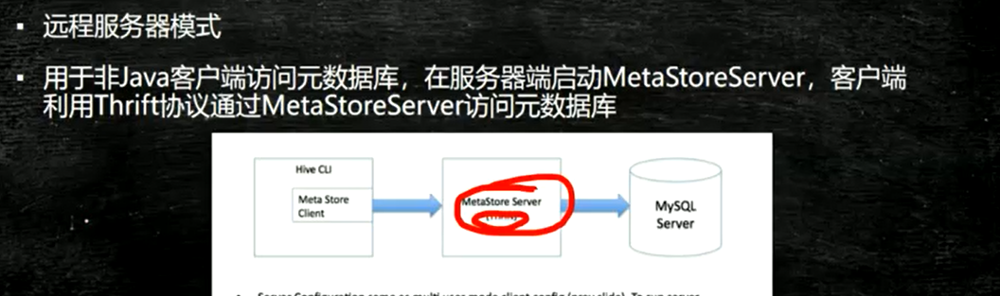 远程服务器模式
用于非Java客户端访问元数据库，在服务器端启动MetaStoreServer，客户端
利用Thrift协议通过MetaStoreServer访问元数据库
Hive CLI
Meta Store
Client
MetaStore Server
MySQL
Server
Server Configuration same as multi user mode client config (prev slide). To run server